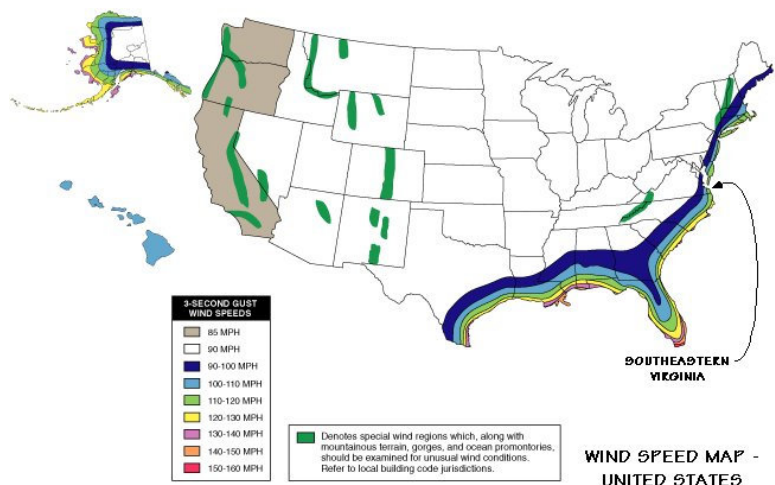 3-SECOND GUST
WIND SPEEDS
85 MPH
90 MPH
90-100 MPH
100-110 MPH
110-120 MPH
120-130 MPH
130-140 MPH
140-150 MPH
150-160 MPH
Denotes special wind regions which, along with
mountainous terrain, gorges, and ocean promontories,
should be examined for unusual wind conditions.
Refer to local building code jurisdictions.
SOUTHEASTERN
VIRGINIA
WIND SPEED MAP -
UNITED STATES